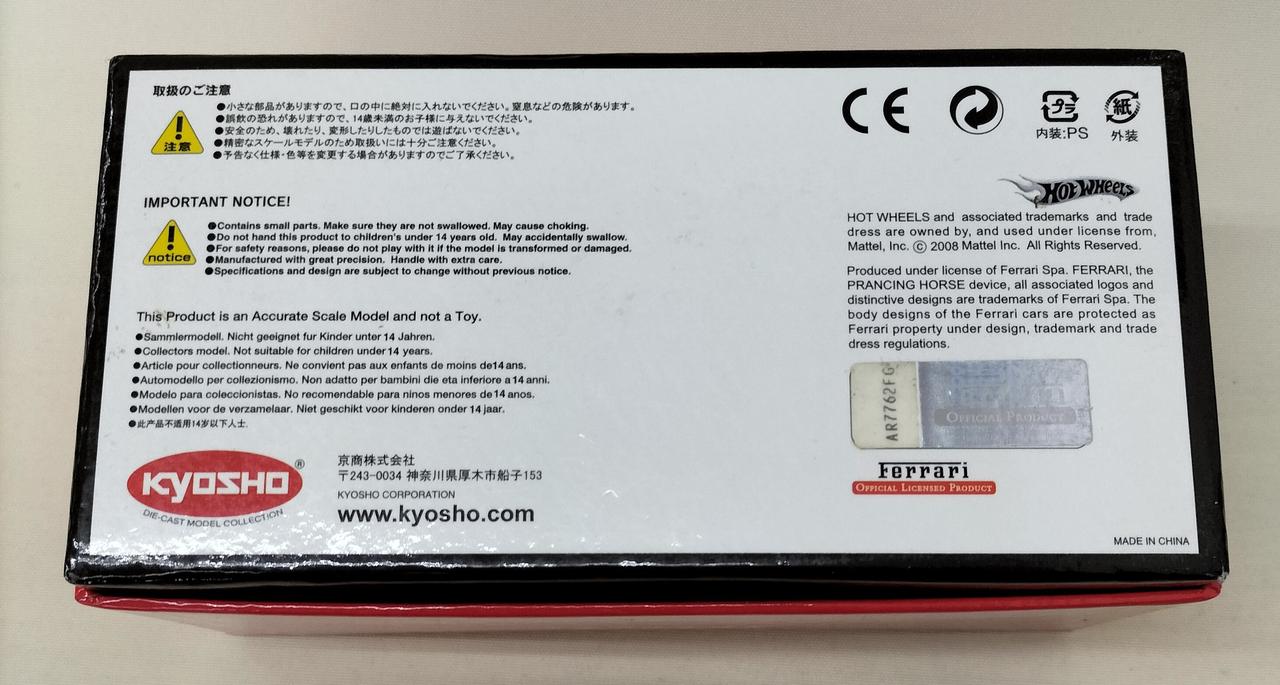 取扱のご注意
注意
●小さな部品がありますので、口の中に絶対に入れないでください。窒息などの危険があります。
●誤飲の恐れがありますので、14歳未満のお子様に与えないでください。
●安全のため、壊れたり、変形したりしたものでは遊ばないでください。
●精密なスケールモデルのため取扱いには十分ご注意ください。
●予告なく仕様・色等を変更する場合がありますのでご了承ください。
IMPORTANT NOTICE!
notice
●Contains small parts. Make sure they are not swallowed. May cause choking.
●Do not hand this product to children's under 14 years old. May accidentally swallow.
●For safety reasons, please do not play with it if the model is transformed or damaged.
●Manufactured with great precision. Handle with extra care.
●Specifications and design are subject to change without previous notice.
This Product is an Accurate Scale Model and not a Toy.
●Sammlermodell. Nicht geeignet fur Kinder unter 14 Jahren.
●Collectors model. Not suitable for children under 14 years.
●Article pour collectionneurs. Ne convient pas aux enfants de moins de14 ans.
●Automodello per collezionismo. Non adatto per bambini die eta inferiore a 14 anni.
●Modelo para coleccionistas. No recomendable para ninos menores de14 anos.
●Modellen voor de verzamelaar. Niet geschikt voor kinderen onder 14 jaar.
●此产品不适用14岁以下人士.
KYOSHO®
DIE-CAST MODEL COLLECTION
京商株式会社
〒243-0034 神奈川県厚木市船子153
KYOSHO CORPORATION
www.kyosho.com
CE
プラ
内装:PS
紙
外装
HOT WHEELS
HOT WHEELS and associated trademarks and trade
dress are owned by, and used under license from,
Mattel, Inc. © 2008 Mattel Inc. All Rights Reserved.
Produced under license of Ferrari Spa. FERRARI, the
PRANCING HORSE device, all associated logos and
distinctive designs are trademarks of Ferrari Spa. The
body designs of the Ferrari cars are protected as
Ferrari property under design, trademark and trade
dress regulations.
AR7762FG
OFFICIAL PRODUCT
Ferrari
OFFICIAL LICENSED PRODUCT
MADE IN CHINA